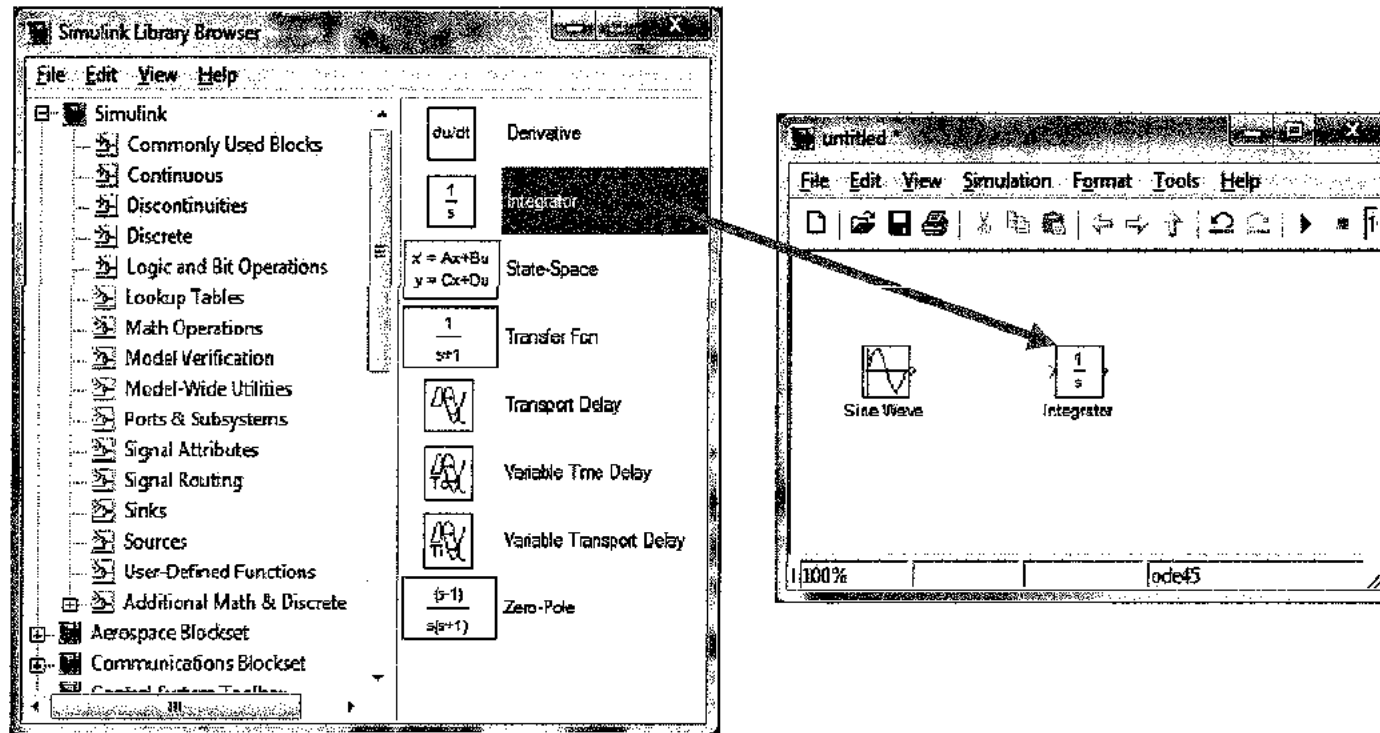 Simulink Library Browser
File Edit View Help
Simulink
Commonly Used Blocks
Continuous
Discontinuities
Discrete
Logic and Bit Operations
Lookup Tables
Math Operations
Model Verification
Model-Wide Utilities
Ports & Subsystems
Signal Attributes
Signal Routing
Sinks
Sources
User-Defined Functions
Additional Math & Discrete
Aerospace Blockset
Communications Blockset
Control System Toolbox
du/dt Derivative
1
s
Integrator
x' = Ax+Bu
y = Cx+Du
State-Space
1
s+1
Transfer Fcn
Transport Delay
Variable Time Delay
Variable Transport Delay
(s-1)
s(s+1)
Zero-Pole
untitled *
File Edit View Simulation Format Tools Help
Sine Wave
1
s
Integrator
100% ode45